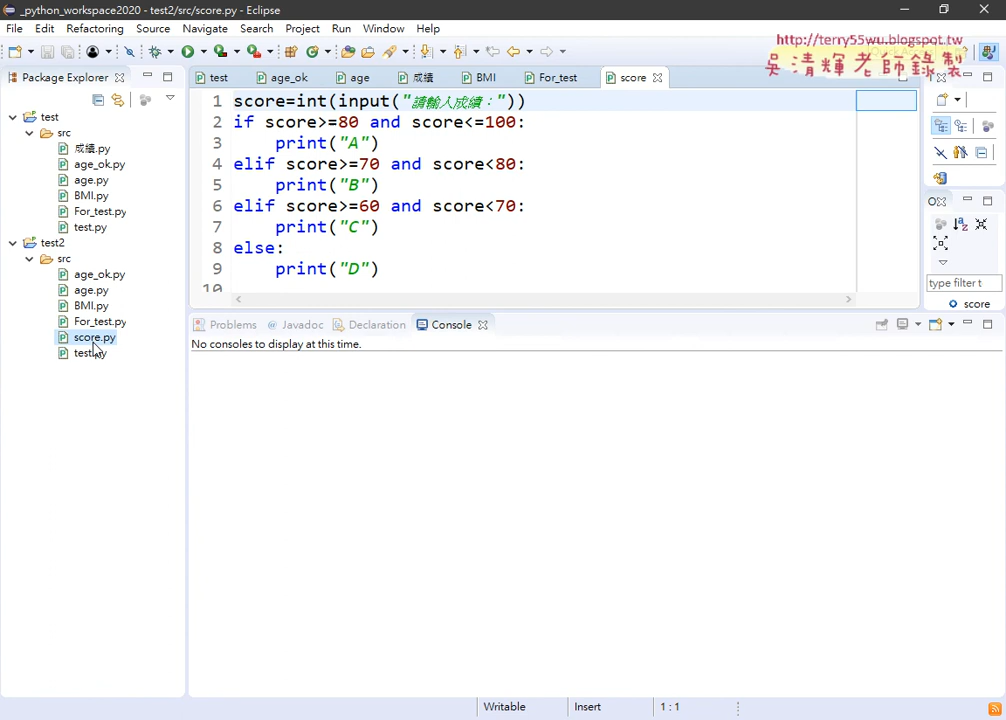 _python_workspace2020 - test2/src/score.py - Eclipse
File Edit Refactoring Source Navigate Search Project Run Window Help
http://terry55wu.blogspot.tw
吳清輝老師錄製
Package Explorer
test
src
成績.py
age_ok.py
age.py
BMI.py
For_test.py
test.py
test2
src
age_ok.py
age.py
BMI.py
For_test.py
score.py
test.py
test age_ok age 成績 BMI For_test score
1 score=int(input("請輸入成績："))
2 if score>=80 and score<=100:
3 print("A")
4 elif score>=70 and score<80:
5 print("B")
6 elif score>=60 and score<70:
7 print("C")
8 else:
9 print("D")
10
type filter t
score
Problems Javadoc Declaration Console
No consoles to display at this time.
Writable Insert 1 : 1